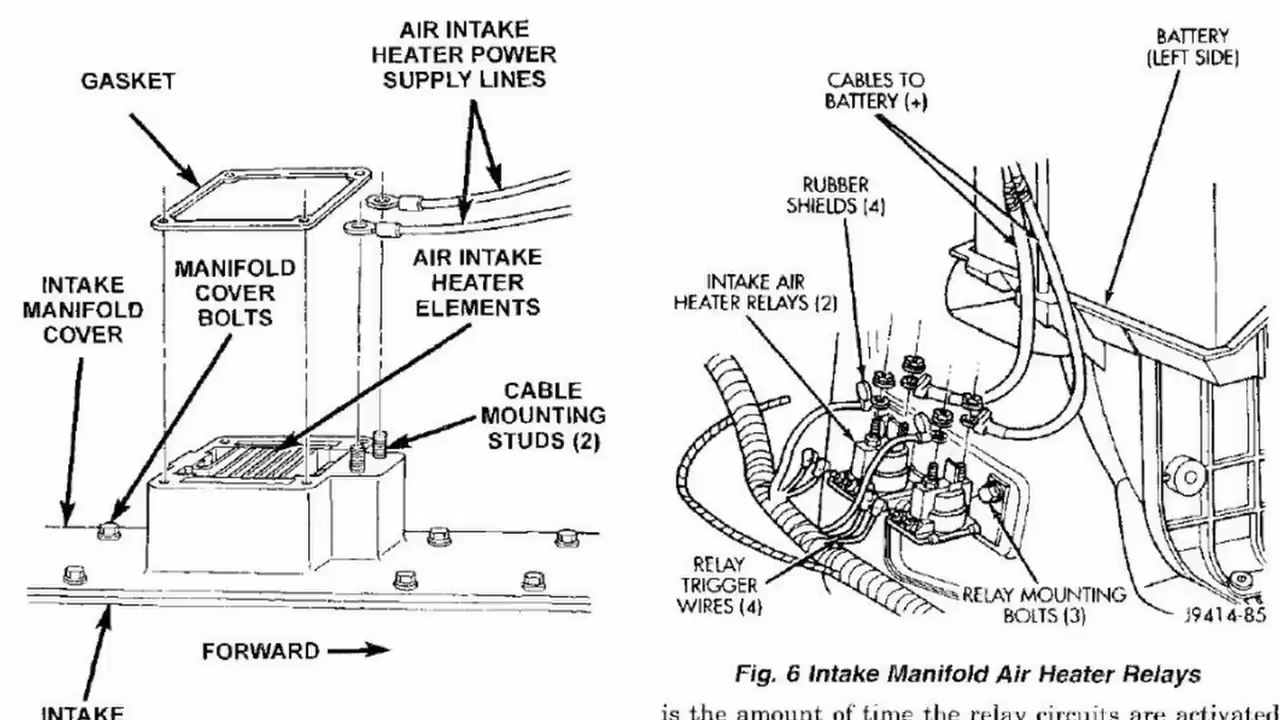 AIR INTAKE
HEATER POWER
SUPPLY LINES
GASKET
AIR INTAKE
HEATER
ELEMENTS
MANIFOLD
COVER
BOLTS
INTAKE
MANIFOLD
COVER
CABLE
MOUNTING
STUDS (2)
FORWARD
INTAKE
BATTERY
(LEFT SIDE)
CABLES TO
BATTERY (+)
RUBBER
SHIELDS (4)
INTAKE AIR
HEATER RELAYS (2)
RELAY
TRIGGER
WIRES (4)
RELAY MOUNTING
BOLTS (3)
J9414-85
Fig. 6 Intake Manifold Air Heater Relays
is the amount of time the relay circuits are activated